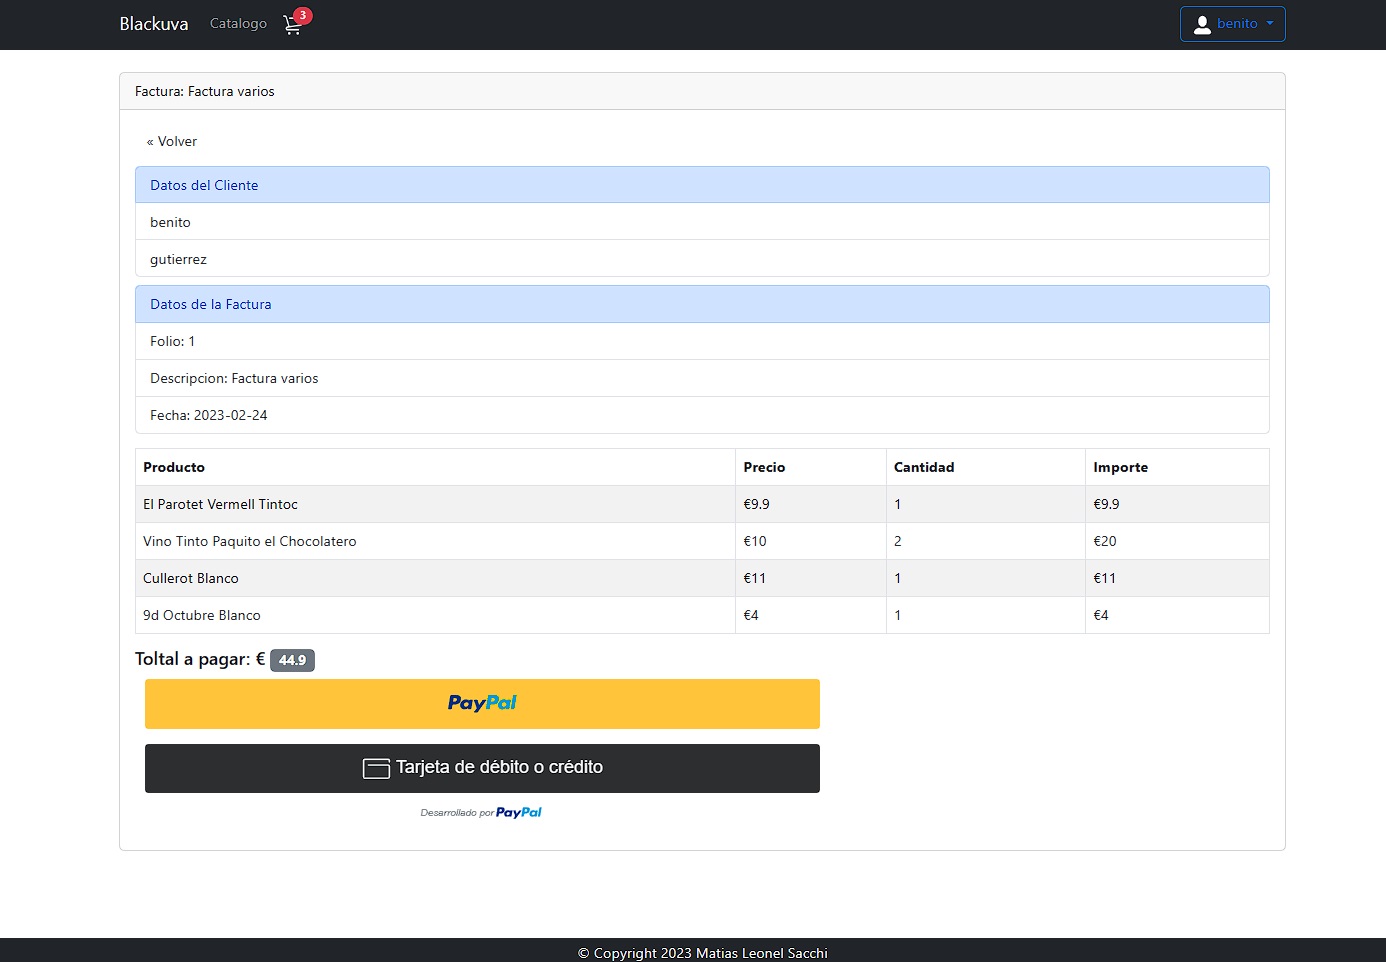 Blackuva Catalogo 3 benito
Factura: Factura varios
« Volver
Datos del Cliente
benito
gutierrez
Datos de la Factura
Folio: 1
Descripcion: Factura varios
Fecha: 2023-02-24
Producto Precio Cantidad Importe
El Parotet Vermell Tintoc €9.9 1 €9.9
Vino Tinto Paquito el Chocolatero €10 2 €20
Cullerot Blanco €11 1 €11
9d Octubre Blanco €4 1 €4
Toltal a pagar: € 44.9
PayPal
Tarjeta de débito o crédito
Desarrollado por PayPal
© Copyright 2023 Matias Leonel Sacchi